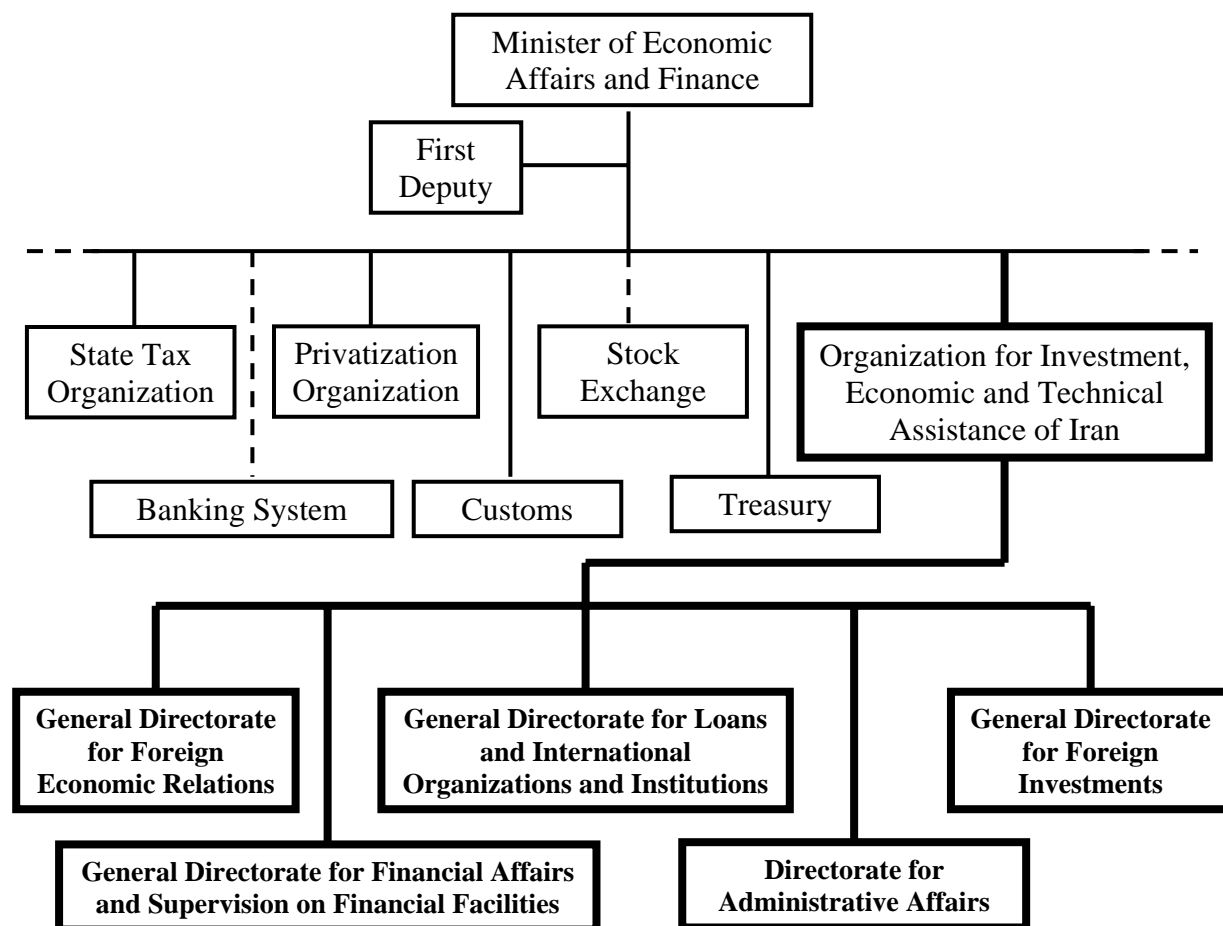 Minister of Economic
Affairs and Finance
First
Deputy
State Tax
Organization
Privatization
Organization
Stock
Exchange
Organization for Investment,
Economic and Technical
Assistance of Iran
Banking System
Customs
Treasury
General Directorate
for Foreign
Economic Relations
General Directorate for Loans
and International
Organizations and Institutions
General Directorate
for Foreign
Investments
General Directorate for Financial Affairs
and Supervision on Financial Facilities
Directorate for
Administrative Affairs